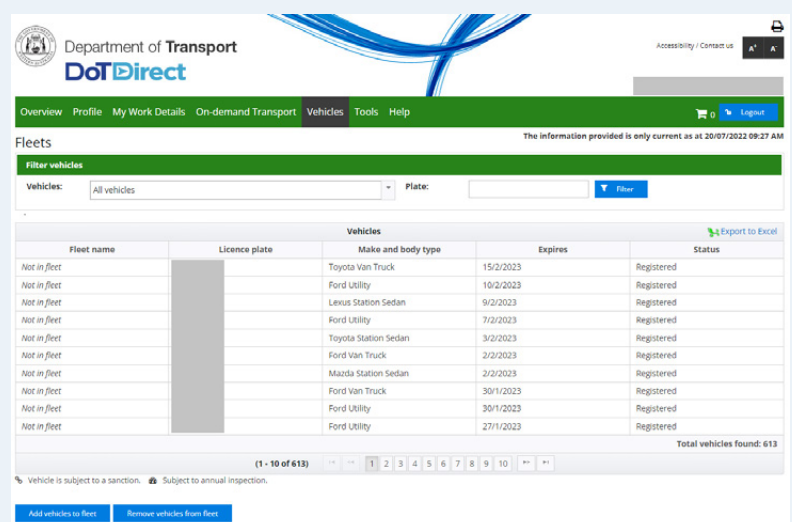 Department of Transport
DoTDirect
Accessibility / Contact us
A+ A-
Overview Profile My Work Details On-demand Transport Vehicles Tools Help 0 Logout
Fleets
The information provided is only current as at 20/07/2022 09:27 AM
Filter vehicles
Vehicles: All vehicles Plate: Filter
Vehicles Export to Excel
Fleet name Licence plate Make and body type Expires Status
Not in fleet Toyota Van Truck 15/2/2023 Registered
Not in fleet Ford Utility 10/2/2023 Registered
Not in fleet Lexus Station Sedan 9/2/2023 Registered
Not in fleet Ford Utility 7/2/2023 Registered
Not in fleet Toyota Station Sedan 3/2/2023 Registered
Not in fleet Ford Van Truck 2/2/2023 Registered
Not in fleet Mazda Station Sedan 2/2/2023 Registered
Not in fleet Ford Van Truck 30/1/2023 Registered
Not in fleet Ford Utility 30/1/2023 Registered
Not in fleet Ford Utility 27/1/2023 Registered
Total vehicles found: 613
(1 - 10 of 613) 1 2 3 4 5 6 7 8 9 10
Vehicle is subject to a sanction. Subject to annual inspection.
Add vehicles to fleet Remove vehicles from fleet